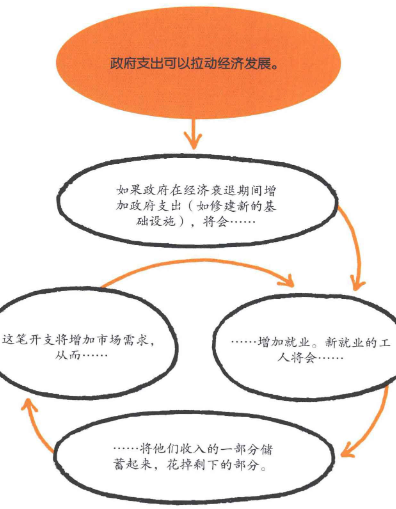 政府支出可以拉动经济发展。
如果政府在经济衰退期间增
加政府支出（如修建新的基
础设施），将会……
……增加就业。新就业的工
人将会……
……将他们收入的一部分储
蓄起来，花掉剩下的部分。
这笔开支将增加市场需求，
从而……